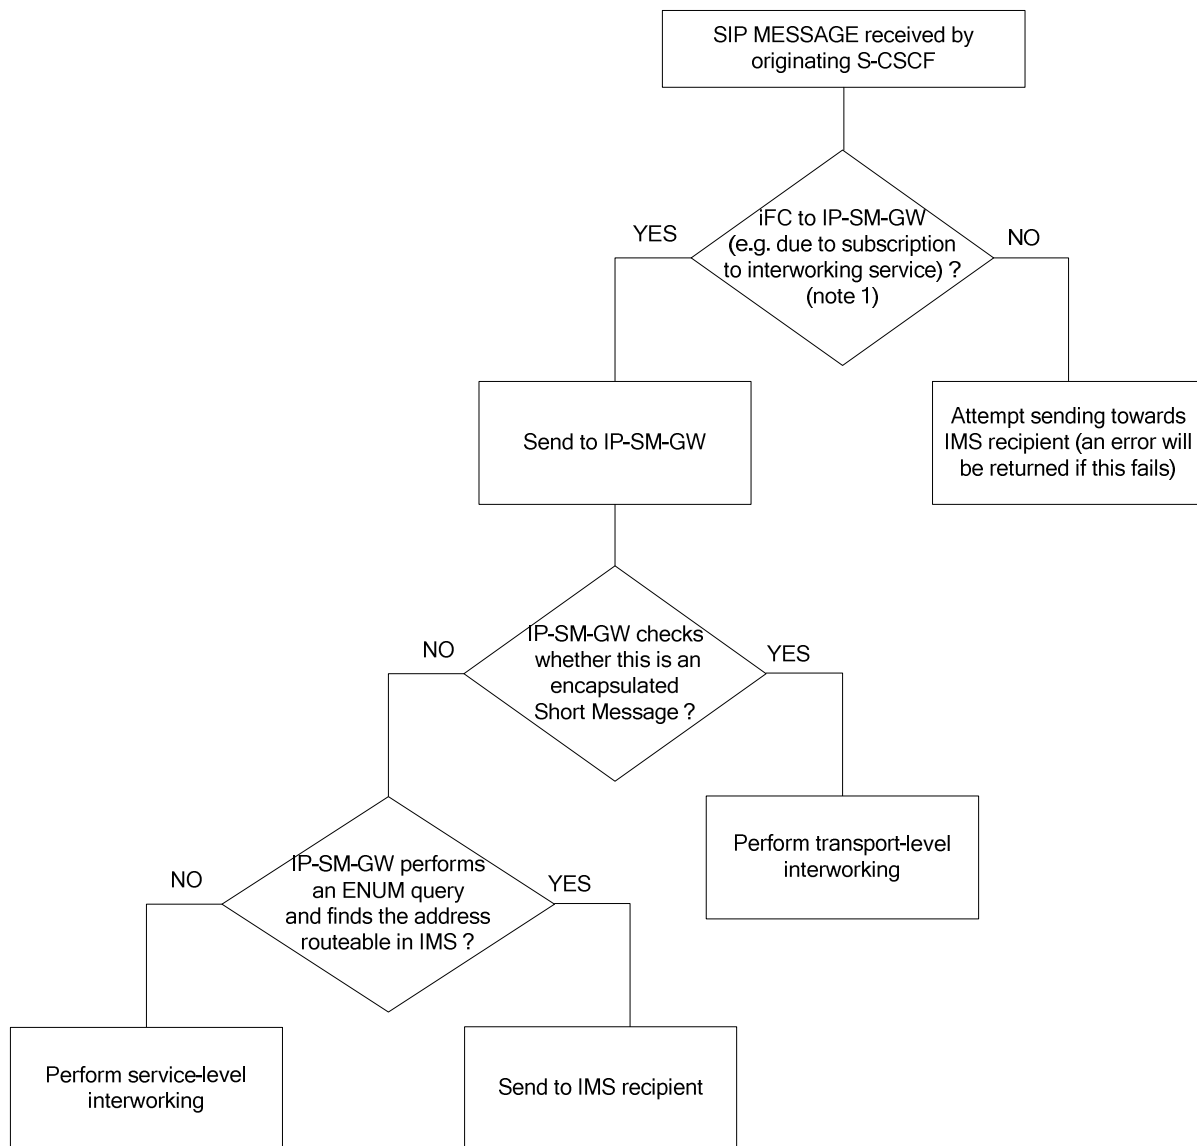 SIP MESSAGE received by
originating S-CSCF
iFC to IP-SM-GW
(e.g. due to subscription
to interworking service) ?
(note 1)
YES
NO
Send to IP-SM-GW
Attempt sending towards
IMS recipient (an error will
be returned if this fails)
IP-SM-GW checks
whether this is an
encapsulated
Short Message ?
NO
YES
Perform transport-level
interworking
IP-SM-GW performs
an ENUM query
and finds the address
routeable in IMS ?
NO
YES
Perform service-level
interworking
Send to IMS recipient